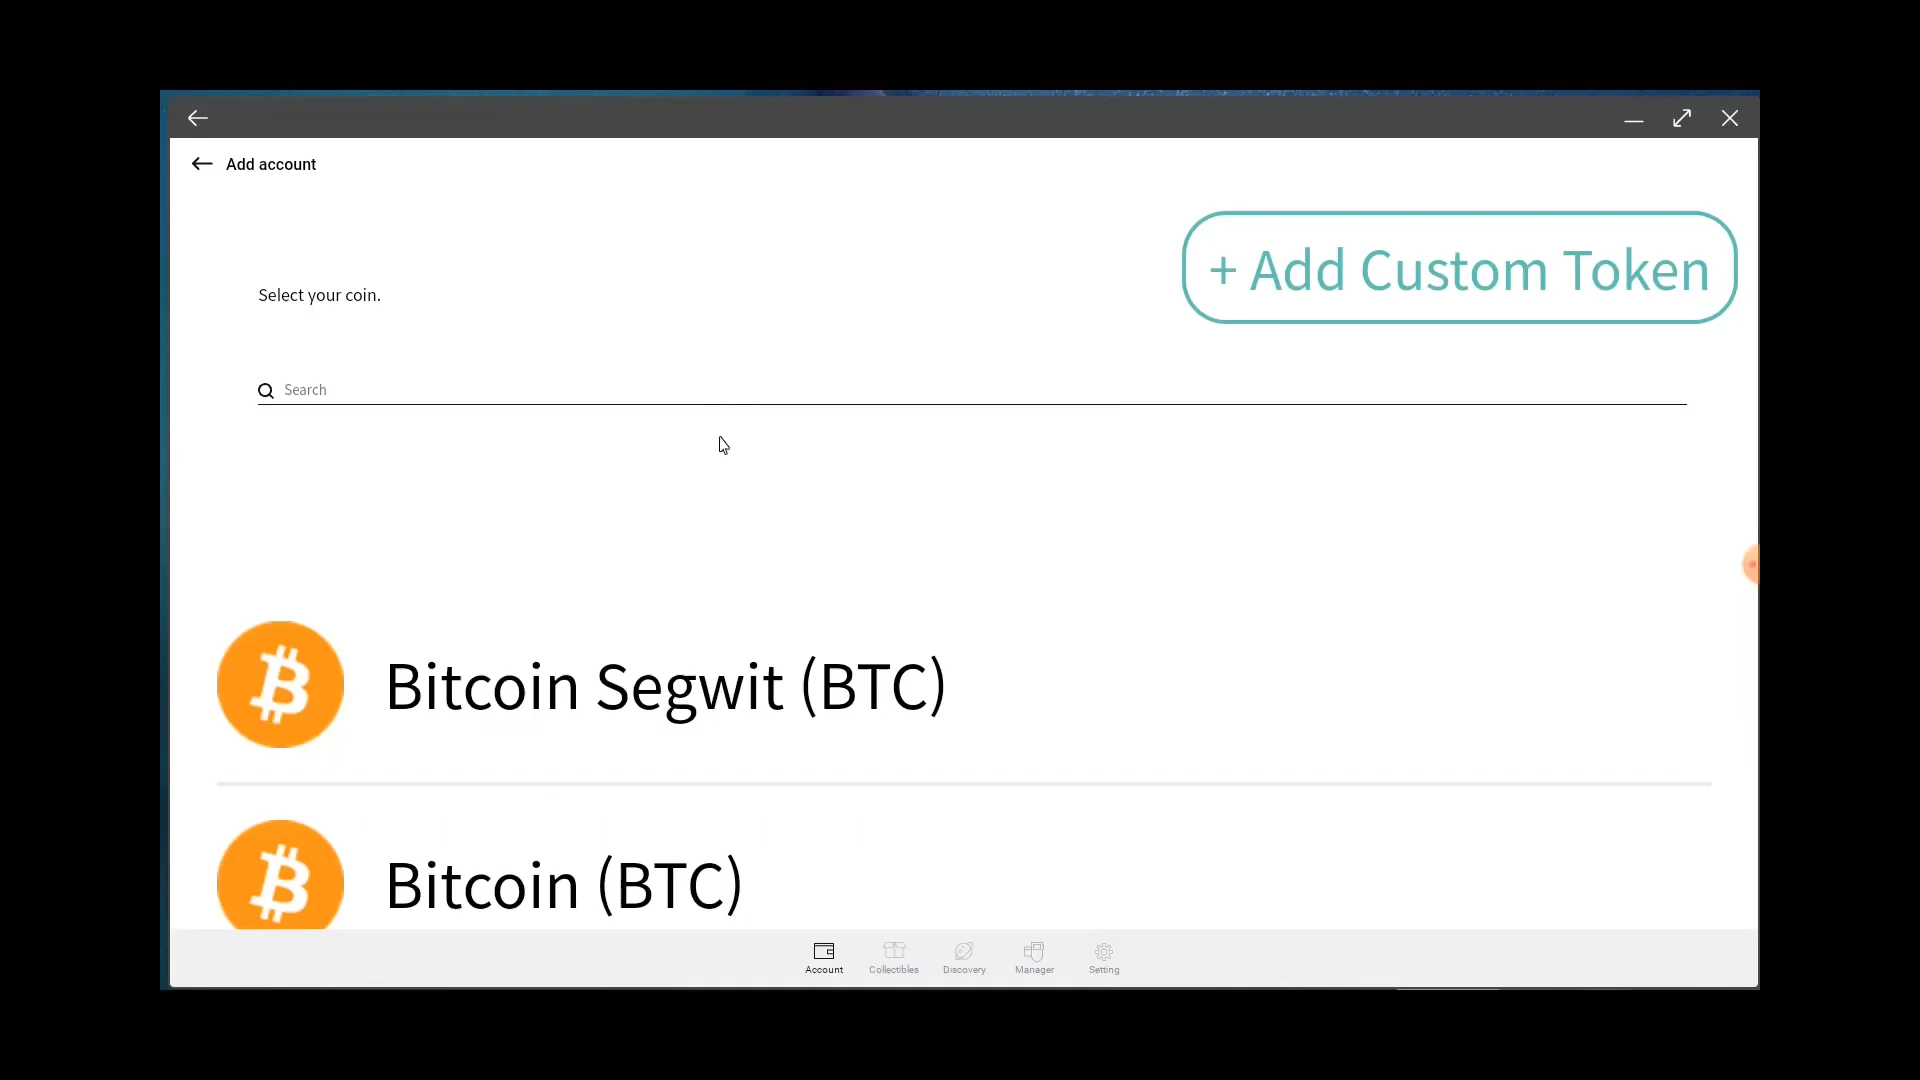 Add account
+ Add Custom Token
Select your coin.
Search
Bitcoin Segwit (BTC)
Bitcoin (BTC)
Account
Collectibles
Discovery
Manager
Setting